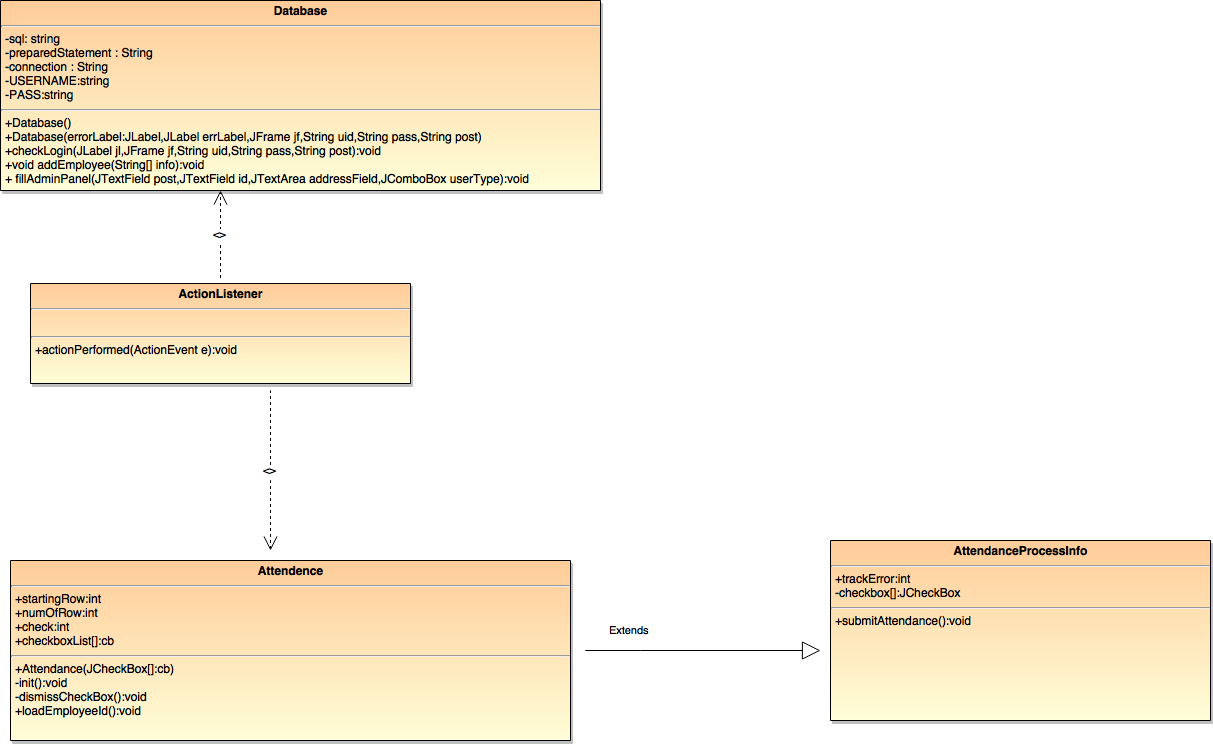 Database
-sql: string
-preparedStatement : String
-connection : String
-USERNAME:string
-PASS:string
+Database()
+Database(errorLabel:JLabel,JLabel errLabel,JFrame jf,String uid,String pass,String post)
+checkLogin(JLabel jl,JFrame jf,String uid,String pass,String post):void
+void addEmployee(String[] info):void
+ fillAdminPanel(JTextField post,JTextField id,JTextArea addressField,JComboBox userType):void
ActionListener
+actionPerformed(ActionEvent e):void
Attendence
+startingRow:int
+numOfRow:int
+check:int
+checkboxList[]:cb
+Attendance(JCheckBox[]:cb)
-init():void
-dismissCheckBox():void
+loadEmployeeId():void
Extends
AttendanceProcessInfo
+trackError:int
-checkbox[]:JCheckBox
+submitAttendance():void